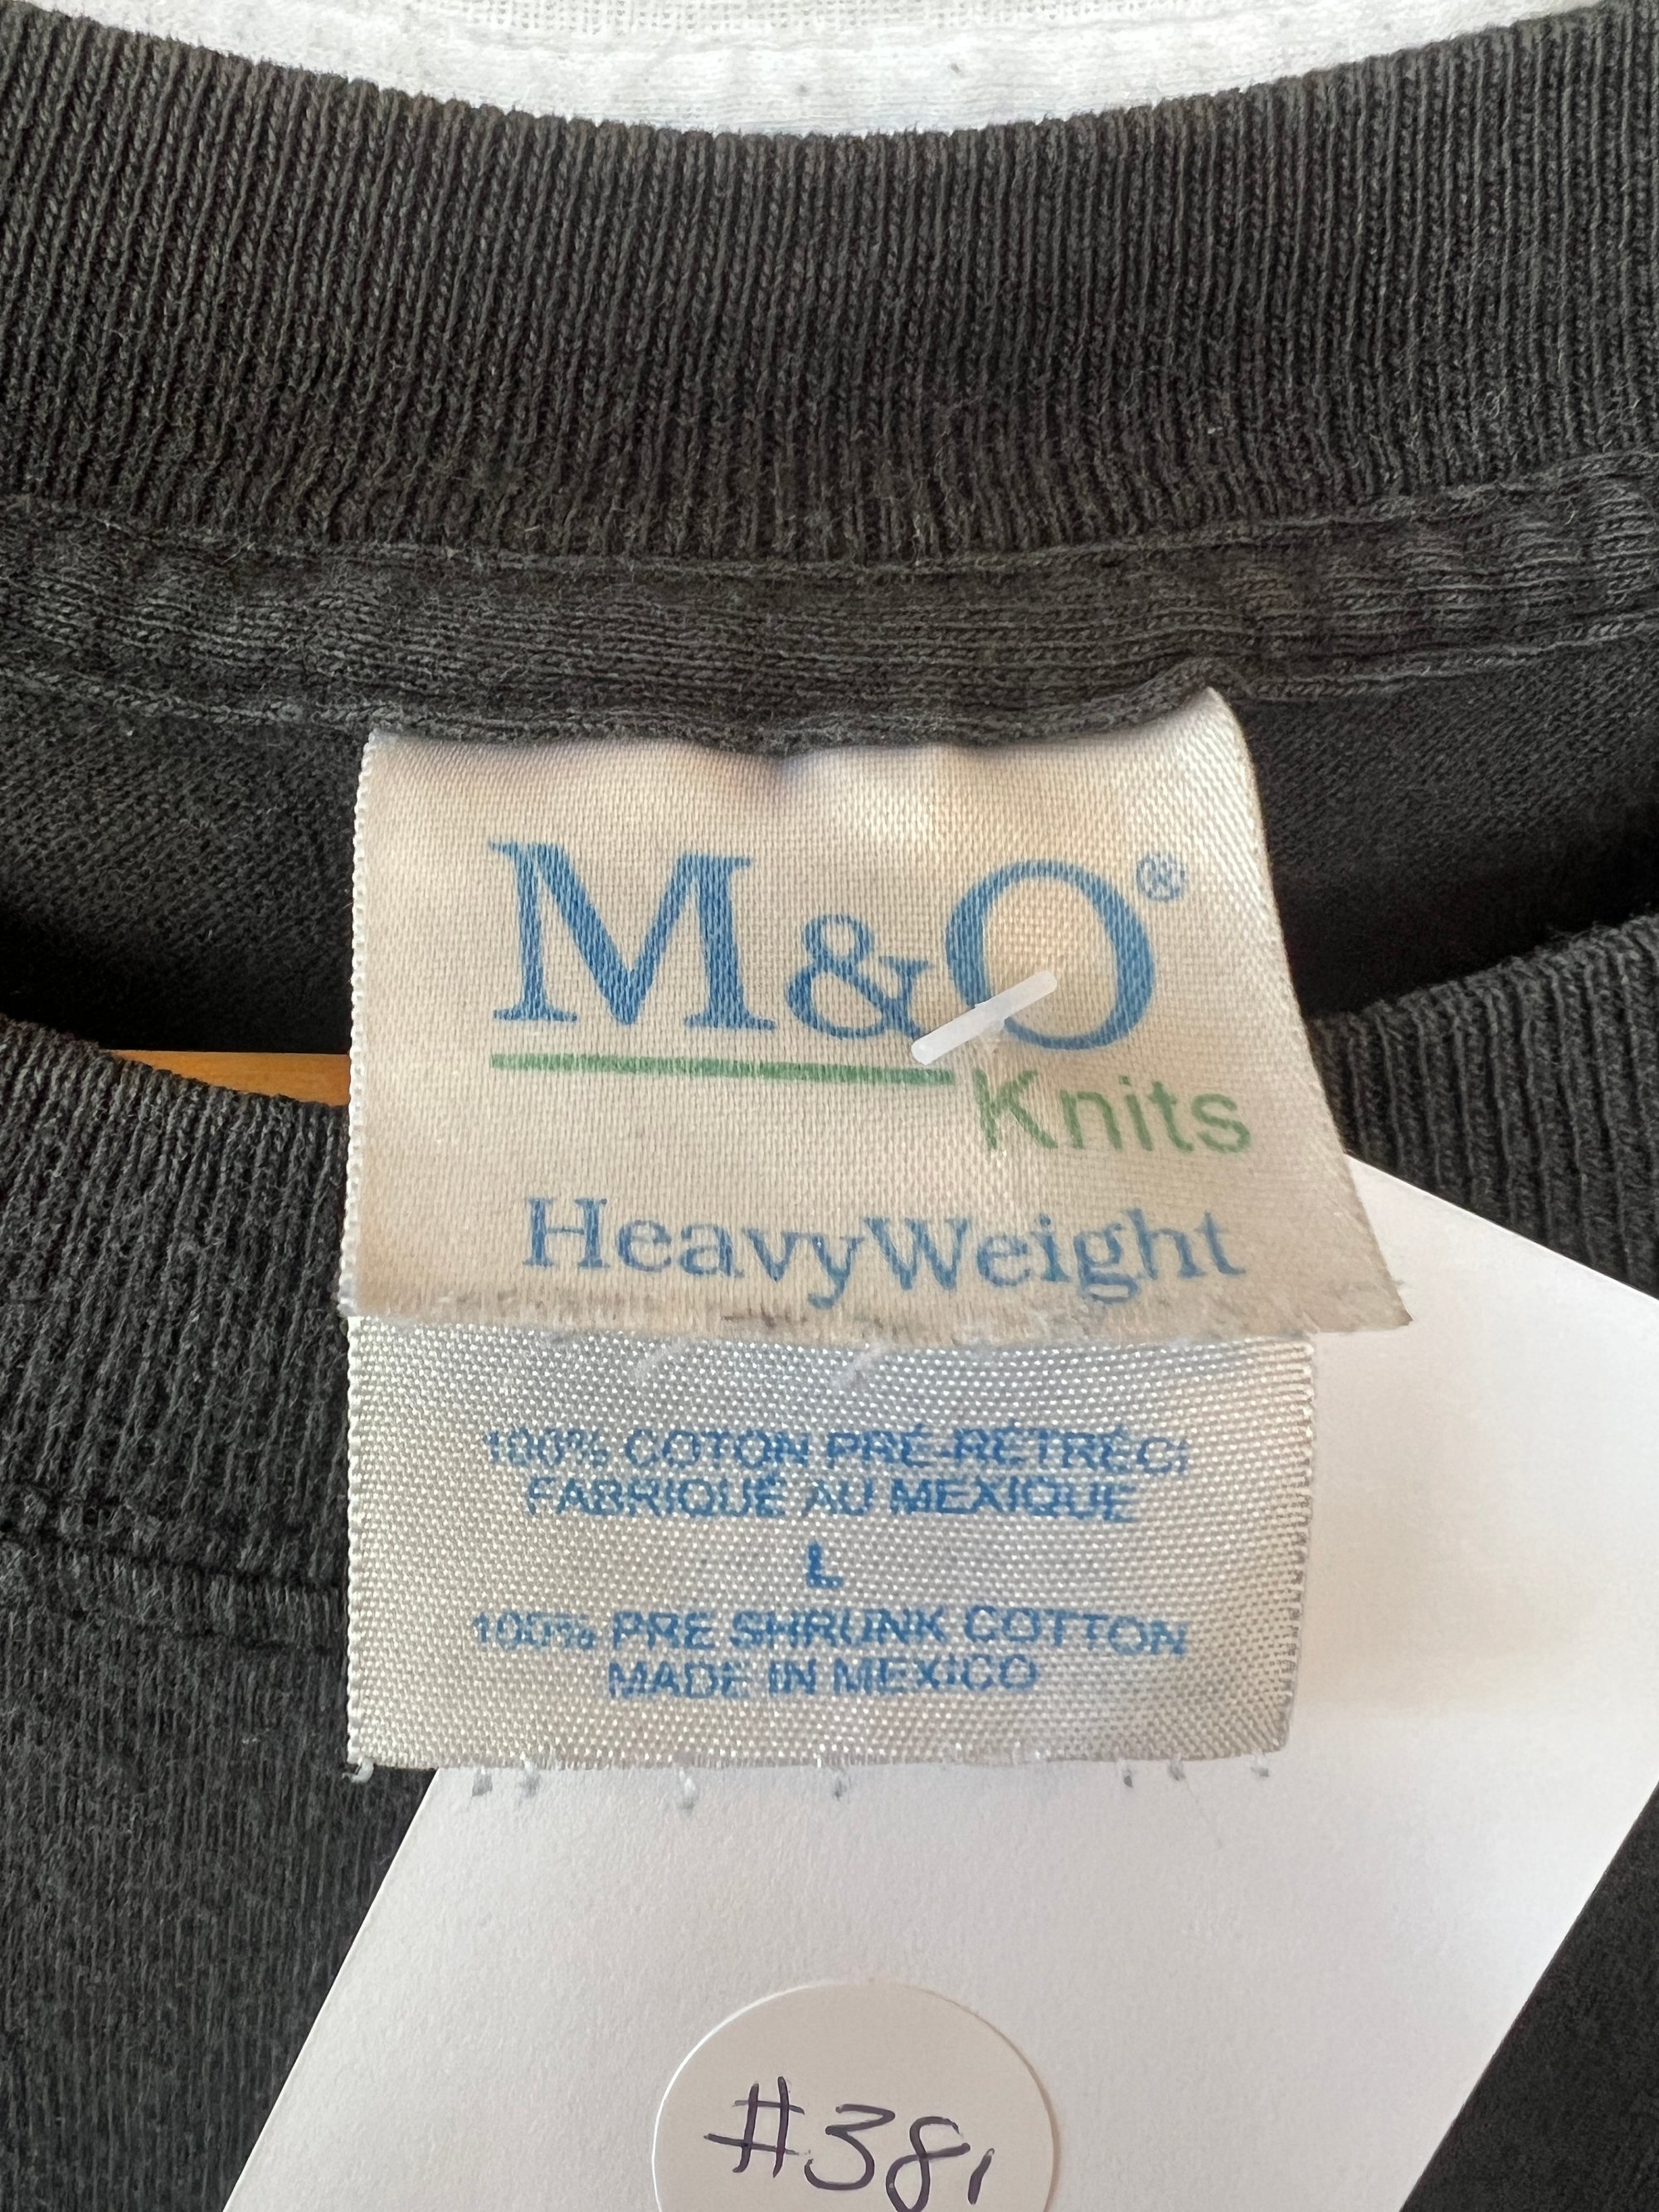 M&O®
Knits
HeavyWeight
100% COTON PRÉ-RÉTRÉCI
FABRIQUÉ AU MEXIQUE
L
100% PRE SHRUNK COTTON
MADE IN MEXICO
#381